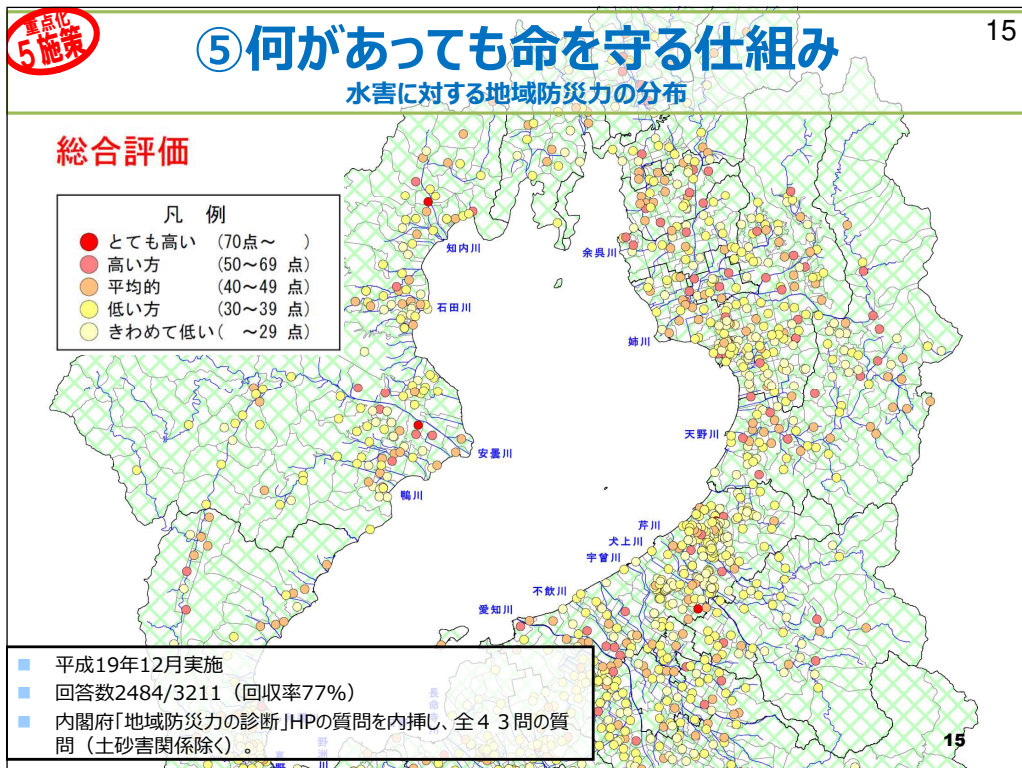 重点化
5施策
⑤何があっても命を守る仕組み
15
水害に対する地域防災力の分布
総合評価
凡 例
とても高い (70点~ )
高い方 (50~69 点)
平均的 (40~49 点)
低い方 (30~39 点)
きわめて低い( ~29 点)
知内川
余呉川
石田川
姉川
天野川
安曇川
鴨川
芹川
犬上川
宇曽川
不飲川
愛知川
■ 平成19年12月実施
■ 回答数2484/3211(回収率77%)
■ 内閣府「地域防災力の診断」HPの質問を内挿し、全43問の質
問(土砂害関係除く)。
15